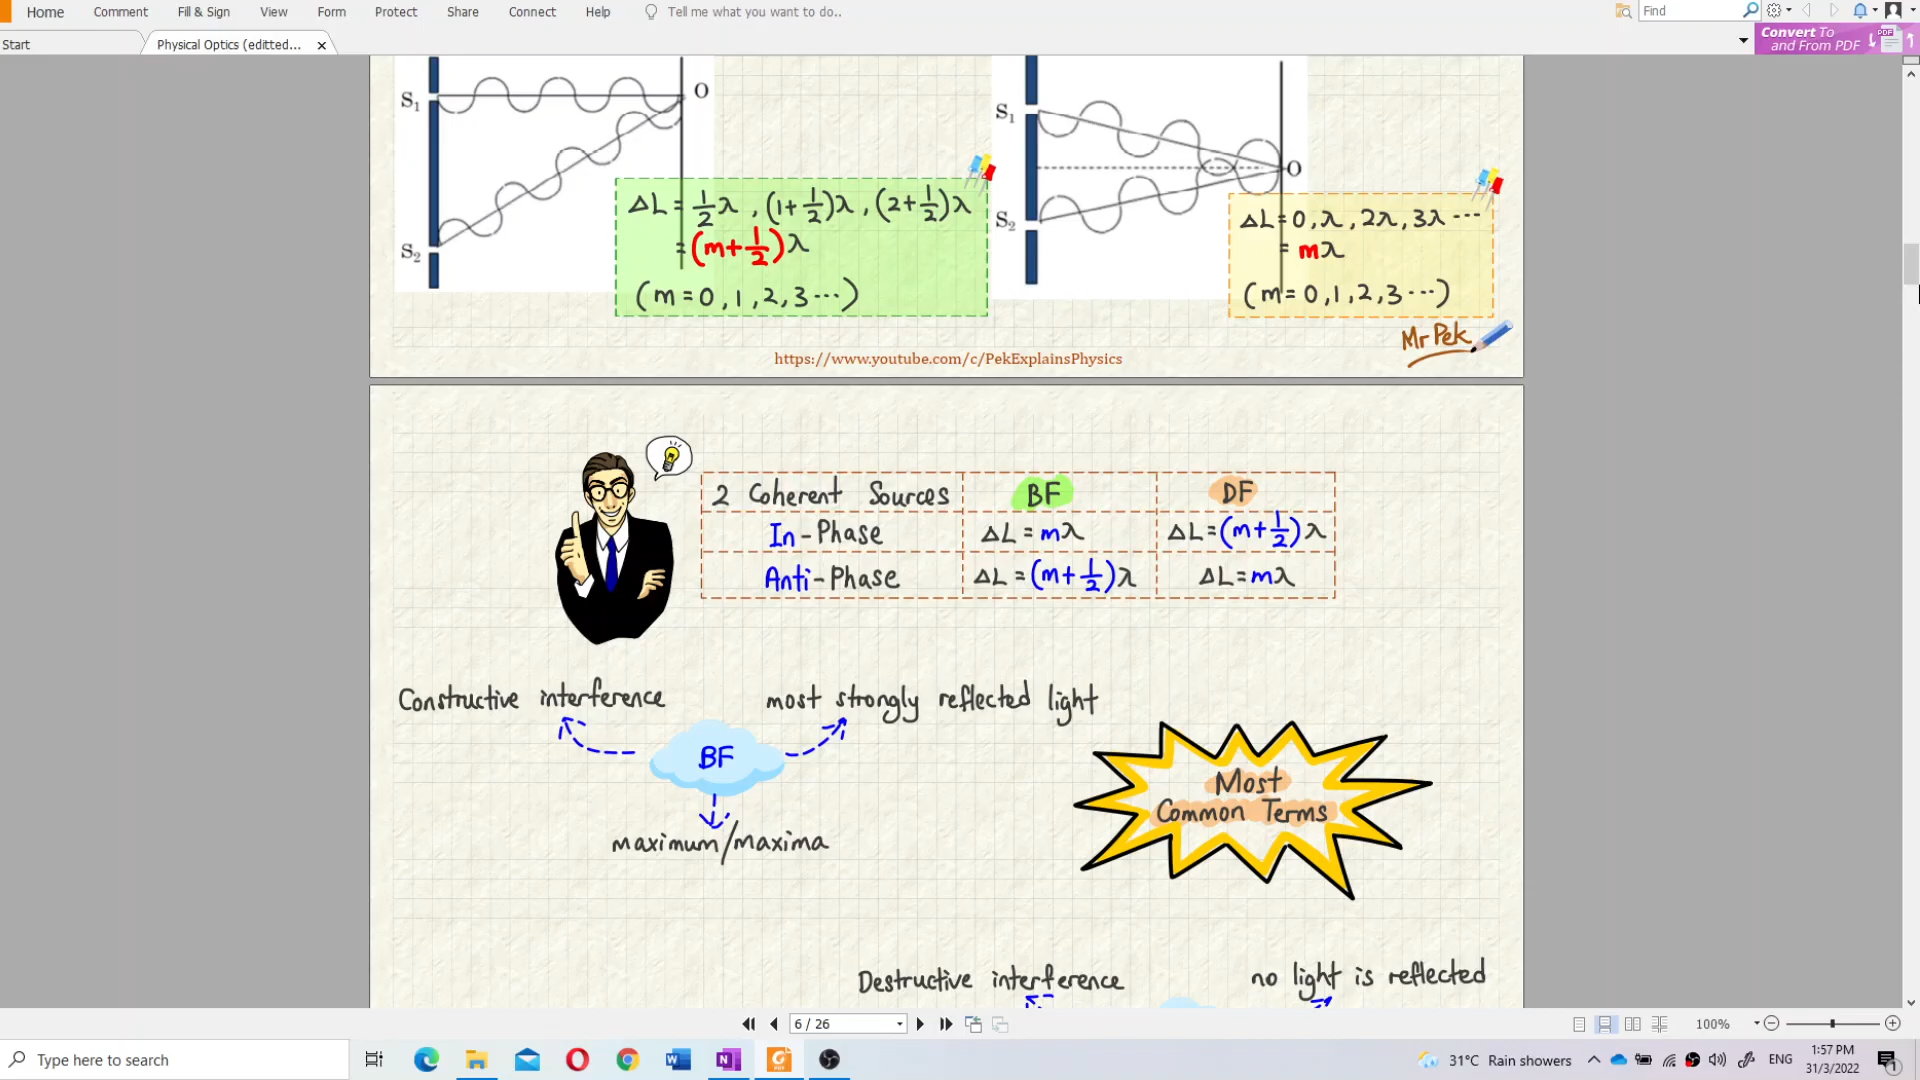 Home Comment Fill & Sign View Form Protect Share Connect Help Tell me what you want to do.. Find
Start Physical Optics (editted... × Convert To and From PDF PDF
S1 O
S2
ΔL = 1/2 λ , (1+1/2)λ , (2+1/2)λ
= (m+1/2)λ
(m = 0, 1, 2, 3 ⋯)
S1
O
S2
ΔL = 0, λ, 2λ, 3λ ⋯
= mλ
(m = 0, 1, 2, 3 ⋯)
Mr Pek
https://www.youtube.com/c/PekExplainsPhysics
2 Coherent Sources BF DF
In-Phase ΔL = mλ ΔL = (m+1/2)λ
Anti-Phase ΔL = (m+1/2)λ ΔL = mλ
Constructive interference most strongly reflected light
BF
maximum/maxima
Most
Common Terms
Destructive interference no light is reflected
6 / 26 100%
Type here to search 31°C Rain showers ENG 1:57 PM
31/3/2022 1